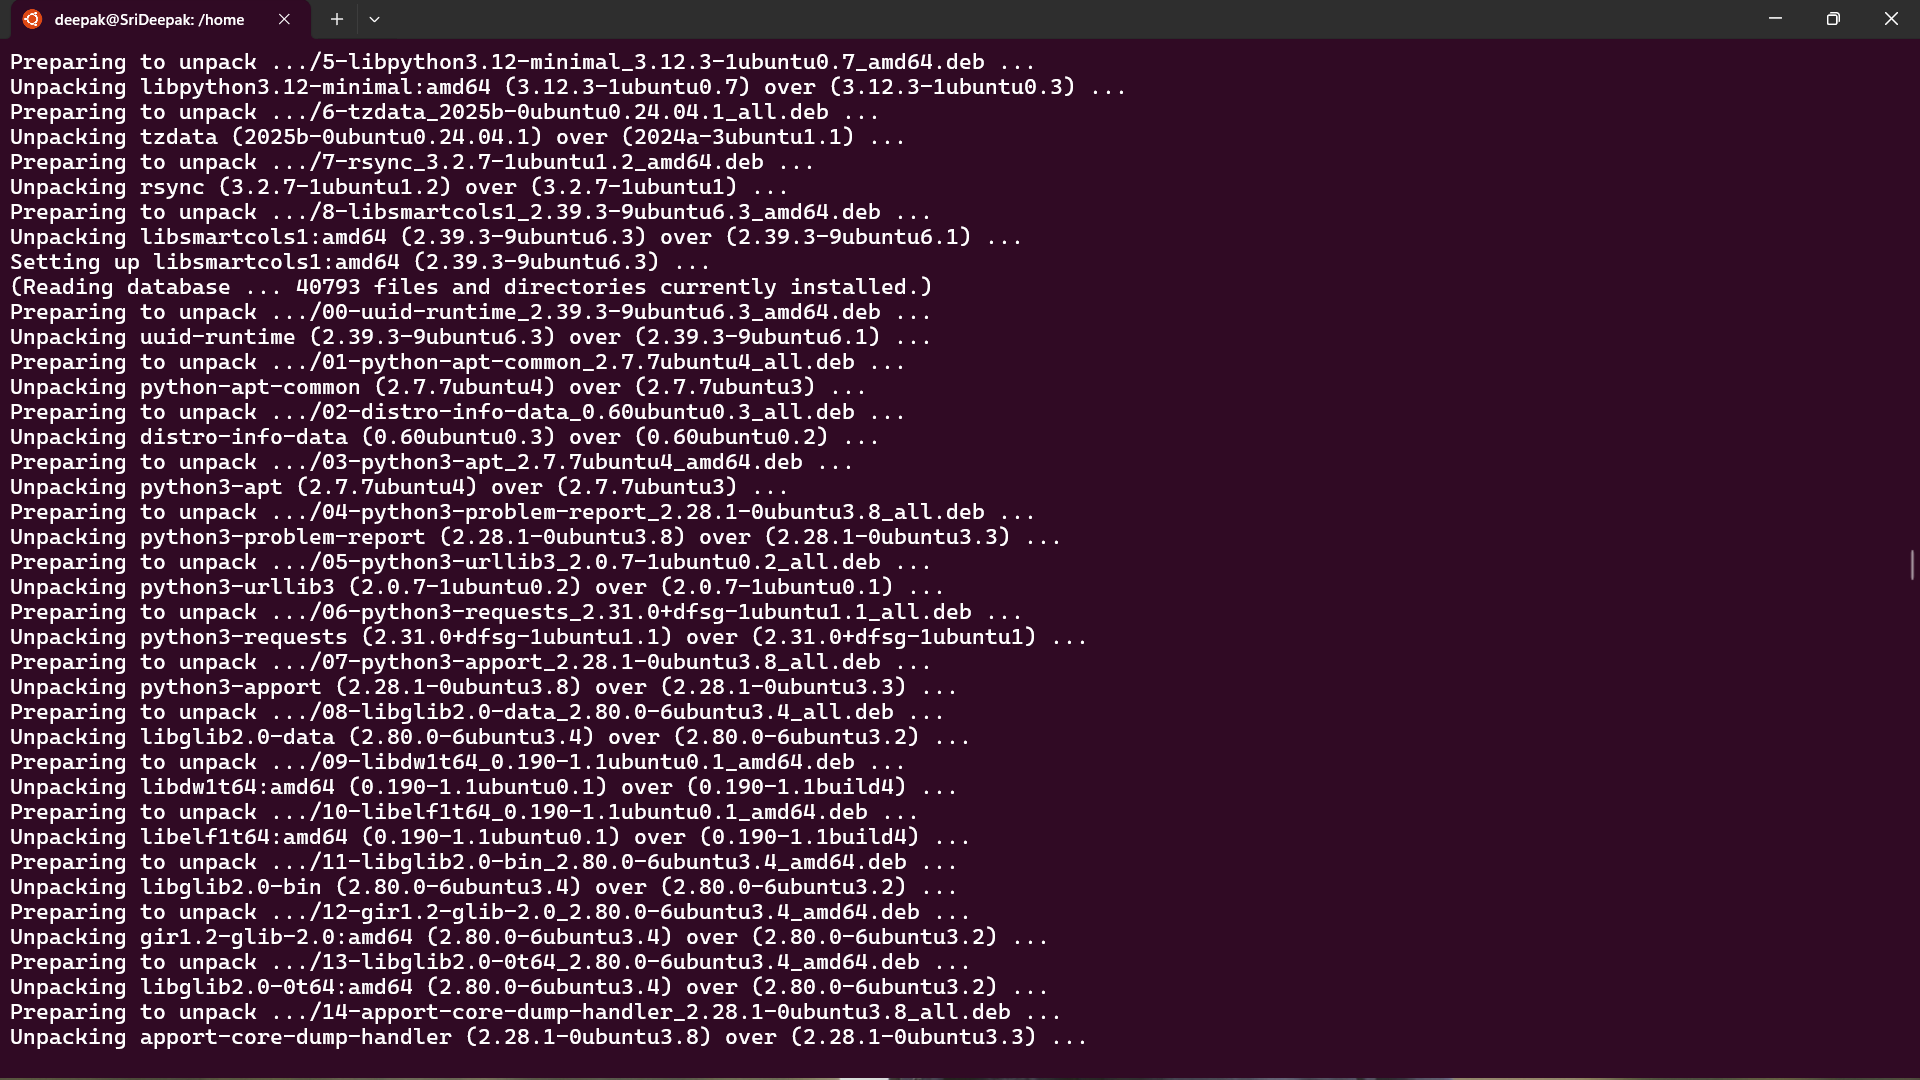 deepak@SriDeepak: /home
Preparing to unpack .../5-libpython3.12-minimal_3.12.3-1ubuntu0.7_amd64.deb ...
Unpacking libpython3.12-minimal:amd64 (3.12.3-1ubuntu0.7) over (3.12.3-1ubuntu0.3) ...
Preparing to unpack .../6-tzdata_2025b-0ubuntu0.24.04.1_all.deb ...
Unpacking tzdata (2025b-0ubuntu0.24.04.1) over (2024a-3ubuntu1.1) ...
Preparing to unpack .../7-rsync_3.2.7-1ubuntu1.2_amd64.deb ...
Unpacking rsync (3.2.7-1ubuntu1.2) over (3.2.7-1ubuntu1) ...
Preparing to unpack .../8-libsmartcols1_2.39.3-9ubuntu6.3_amd64.deb ...
Unpacking libsmartcols1:amd64 (2.39.3-9ubuntu6.3) over (2.39.3-9ubuntu6.1) ...
Setting up libsmartcols1:amd64 (2.39.3-9ubuntu6.3) ...
(Reading database ... 40793 files and directories currently installed.)
Preparing to unpack .../00-uuid-runtime_2.39.3-9ubuntu6.3_amd64.deb ...
Unpacking uuid-runtime (2.39.3-9ubuntu6.3) over (2.39.3-9ubuntu6.1) ...
Preparing to unpack .../01-python-apt-common_2.7.7ubuntu4_all.deb ...
Unpacking python-apt-common (2.7.7ubuntu4) over (2.7.7ubuntu3) ...
Preparing to unpack .../02-distro-info-data_0.60ubuntu0.3_all.deb ...
Unpacking distro-info-data (0.60ubuntu0.3) over (0.60ubuntu0.2) ...
Preparing to unpack .../03-python3-apt_2.7.7ubuntu4_amd64.deb ...
Unpacking python3-apt (2.7.7ubuntu4) over (2.7.7ubuntu3) ...
Preparing to unpack .../04-python3-problem-report_2.28.1-0ubuntu3.8_all.deb ...
Unpacking python3-problem-report (2.28.1-0ubuntu3.8) over (2.28.1-0ubuntu3.3) ...
Preparing to unpack .../05-python3-urllib3_2.0.7-1ubuntu0.2_all.deb ...
Unpacking python3-urllib3 (2.0.7-1ubuntu0.2) over (2.0.7-1ubuntu0.1) ...
Preparing to unpack .../06-python3-requests_2.31.0+dfsg-1ubuntu1.1_all.deb ...
Unpacking python3-requests (2.31.0+dfsg-1ubuntu1.1) over (2.31.0+dfsg-1ubuntu1) ...
Preparing to unpack .../07-python3-apport_2.28.1-0ubuntu3.8_all.deb ...
Unpacking python3-apport (2.28.1-0ubuntu3.8) over (2.28.1-0ubuntu3.3) ...
Preparing to unpack .../08-libglib2.0-data_2.80.0-6ubuntu3.4_all.deb ...
Unpacking libglib2.0-data (2.80.0-6ubuntu3.4) over (2.80.0-6ubuntu3.2) ...
Preparing to unpack .../09-libdw1t64_0.190-1.1ubuntu0.1_amd64.deb ...
Unpacking libdw1t64:amd64 (0.190-1.1ubuntu0.1) over (0.190-1.1build4) ...
Preparing to unpack .../10-libelf1t64_0.190-1.1ubuntu0.1_amd64.deb ...
Unpacking libelf1t64:amd64 (0.190-1.1ubuntu0.1) over (0.190-1.1build4) ...
Preparing to unpack .../11-libglib2.0-bin_2.80.0-6ubuntu3.4_amd64.deb ...
Unpacking libglib2.0-bin (2.80.0-6ubuntu3.4) over (2.80.0-6ubuntu3.2) ...
Preparing to unpack .../12-gir1.2-glib-2.0_2.80.0-6ubuntu3.4_amd64.deb ...
Unpacking gir1.2-glib-2.0:amd64 (2.80.0-6ubuntu3.4) over (2.80.0-6ubuntu3.2) ...
Preparing to unpack .../13-libglib2.0-0t64_2.80.0-6ubuntu3.4_amd64.deb ...
Unpacking libglib2.0-0t64:amd64 (2.80.0-6ubuntu3.4) over (2.80.0-6ubuntu3.2) ...
Preparing to unpack .../14-apport-core-dump-handler_2.28.1-0ubuntu3.8_all.deb ...
Unpacking apport-core-dump-handler (2.28.1-0ubuntu3.8) over (2.28.1-0ubuntu3.3) ...